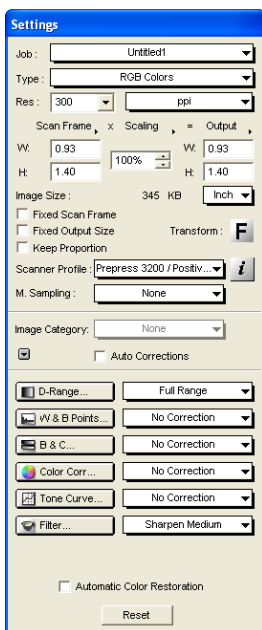 Settings
Job : Untitled1
Type : RGB Colors
Res : 300 ppi
Scan Frame , x Scaling , = Output ,
W: 0.93 100% W: 0.93
H: 1.40 H: 1.40
Image Size : 345 KB Inch
Fixed Scan Frame
Fixed Output Size Transform : F
Keep Proportion
Scanner Profile : Prepress 3200 / Positiv... i
M. Sampling : None
Image Category: None
Auto Corrections
D-Range... Full Range
W & B Points... No Correction
B & C... No Correction
Color Corr... No Correction
Tone Curve... No Correction
Filter... Sharpen Medium
Automatic Color Restoration
Reset